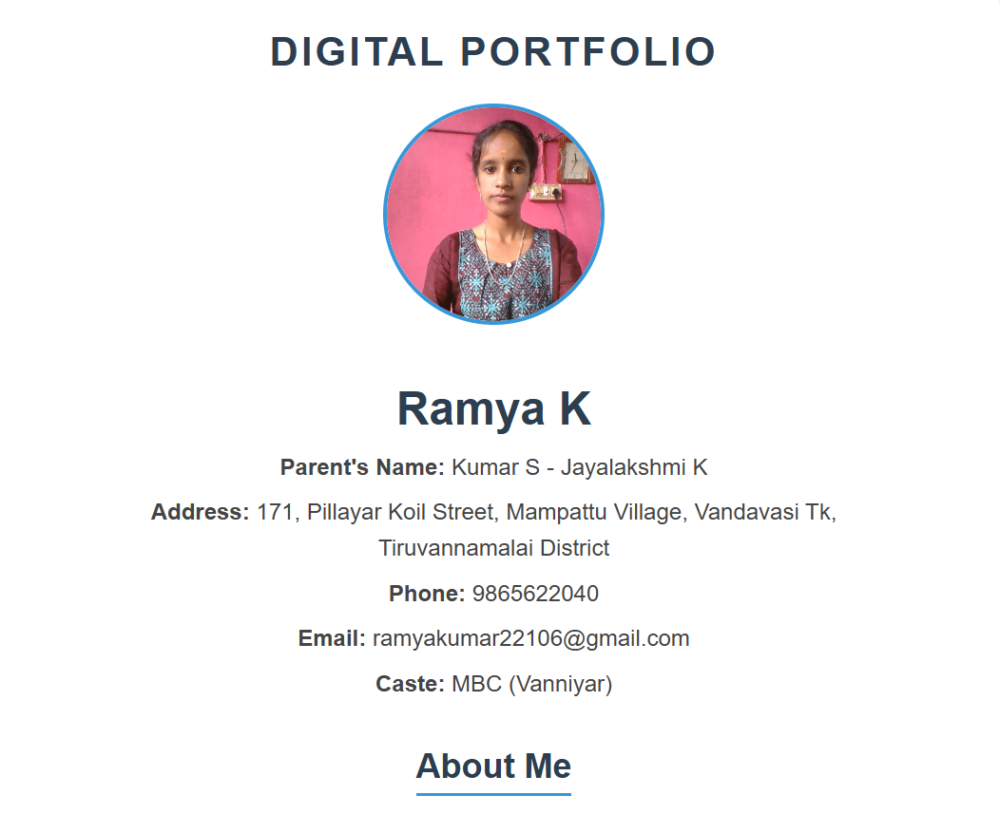 DIGITAL PORTFOLIO
Ramya K
Parent's Name: Kumar S - Jayalakshmi K
Address: 171, Pillayar Koil Street, Mampattu Village, Vandavasi Tk,
Tiruvannamalai District
Phone: 9865622040
Email: ramyakumar22106@gmail.com
Caste: MBC (Vanniyar)
About Me